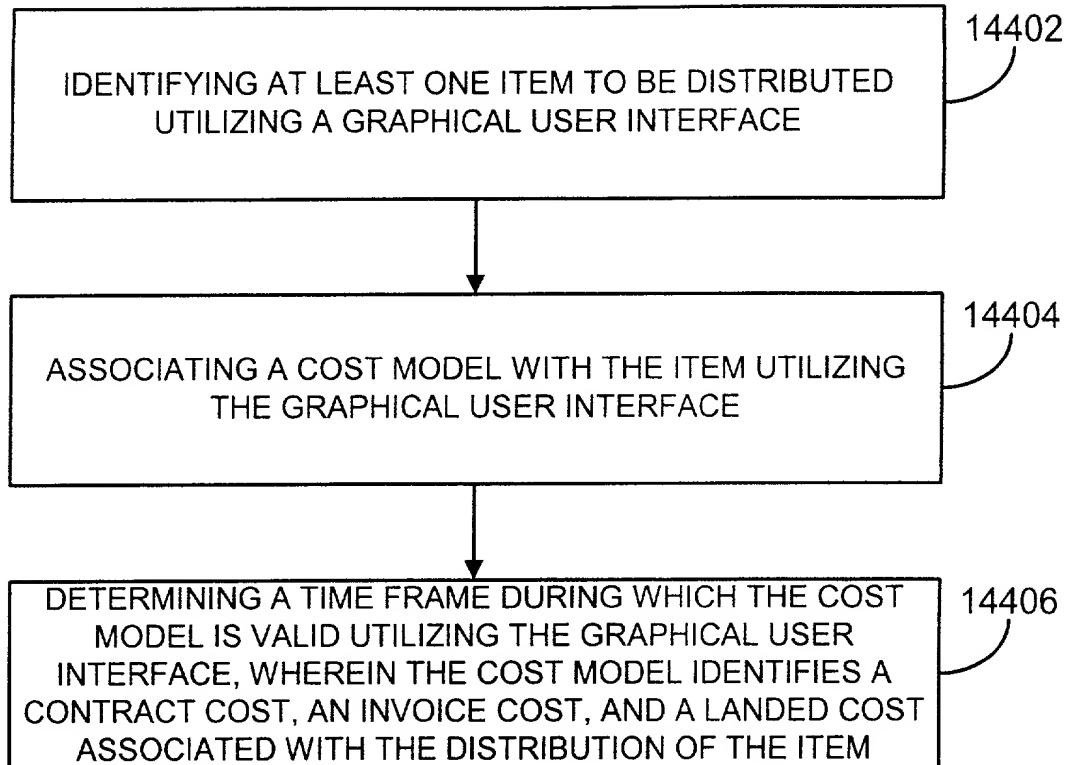 14402
IDENTIFYING AT LEAST ONE ITEM TO BE DISTRIBUTED
UTILIZING A GRAPHICAL USER INTERFACE
14404
ASSOCIATING A COST MODEL WITH THE ITEM UTILIZING
THE GRAPHICAL USER INTERFACE
14406
DETERMINING A TIME FRAME DURING WHICH THE COST
MODEL IS VALID UTILIZING THE GRAPHICAL USER
INTERFACE, WHEREIN THE COST MODEL IDENTIFIES A
CONTRACT COST, AN INVOICE COST, AND A LANDED COST
ASSOCIATED WITH THE DISTRIBUTION OF THE ITEM